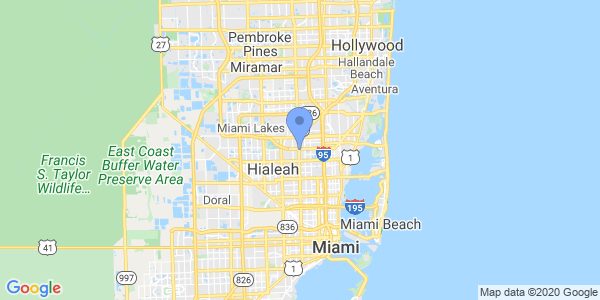 Pembroke
Pines
Hollywood
27
Miramar
Hallandale
Beach
Aventura
Miami Lakes
East Coast
Buffer Water
Preserve Area
95
1
Francis
S. Taylor
Wildlife...
Hialeah
Doral
195
836
Miami Beach
41
Miami
997
826
1
Google
Map data ©2020 Google